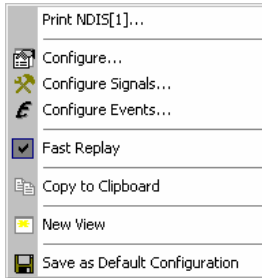 Print NDIS[1]...
Configure...
Configure Signals...
Configure Events...
Fast Replay
Copy to Clipboard
New View
Save as Default Configuration